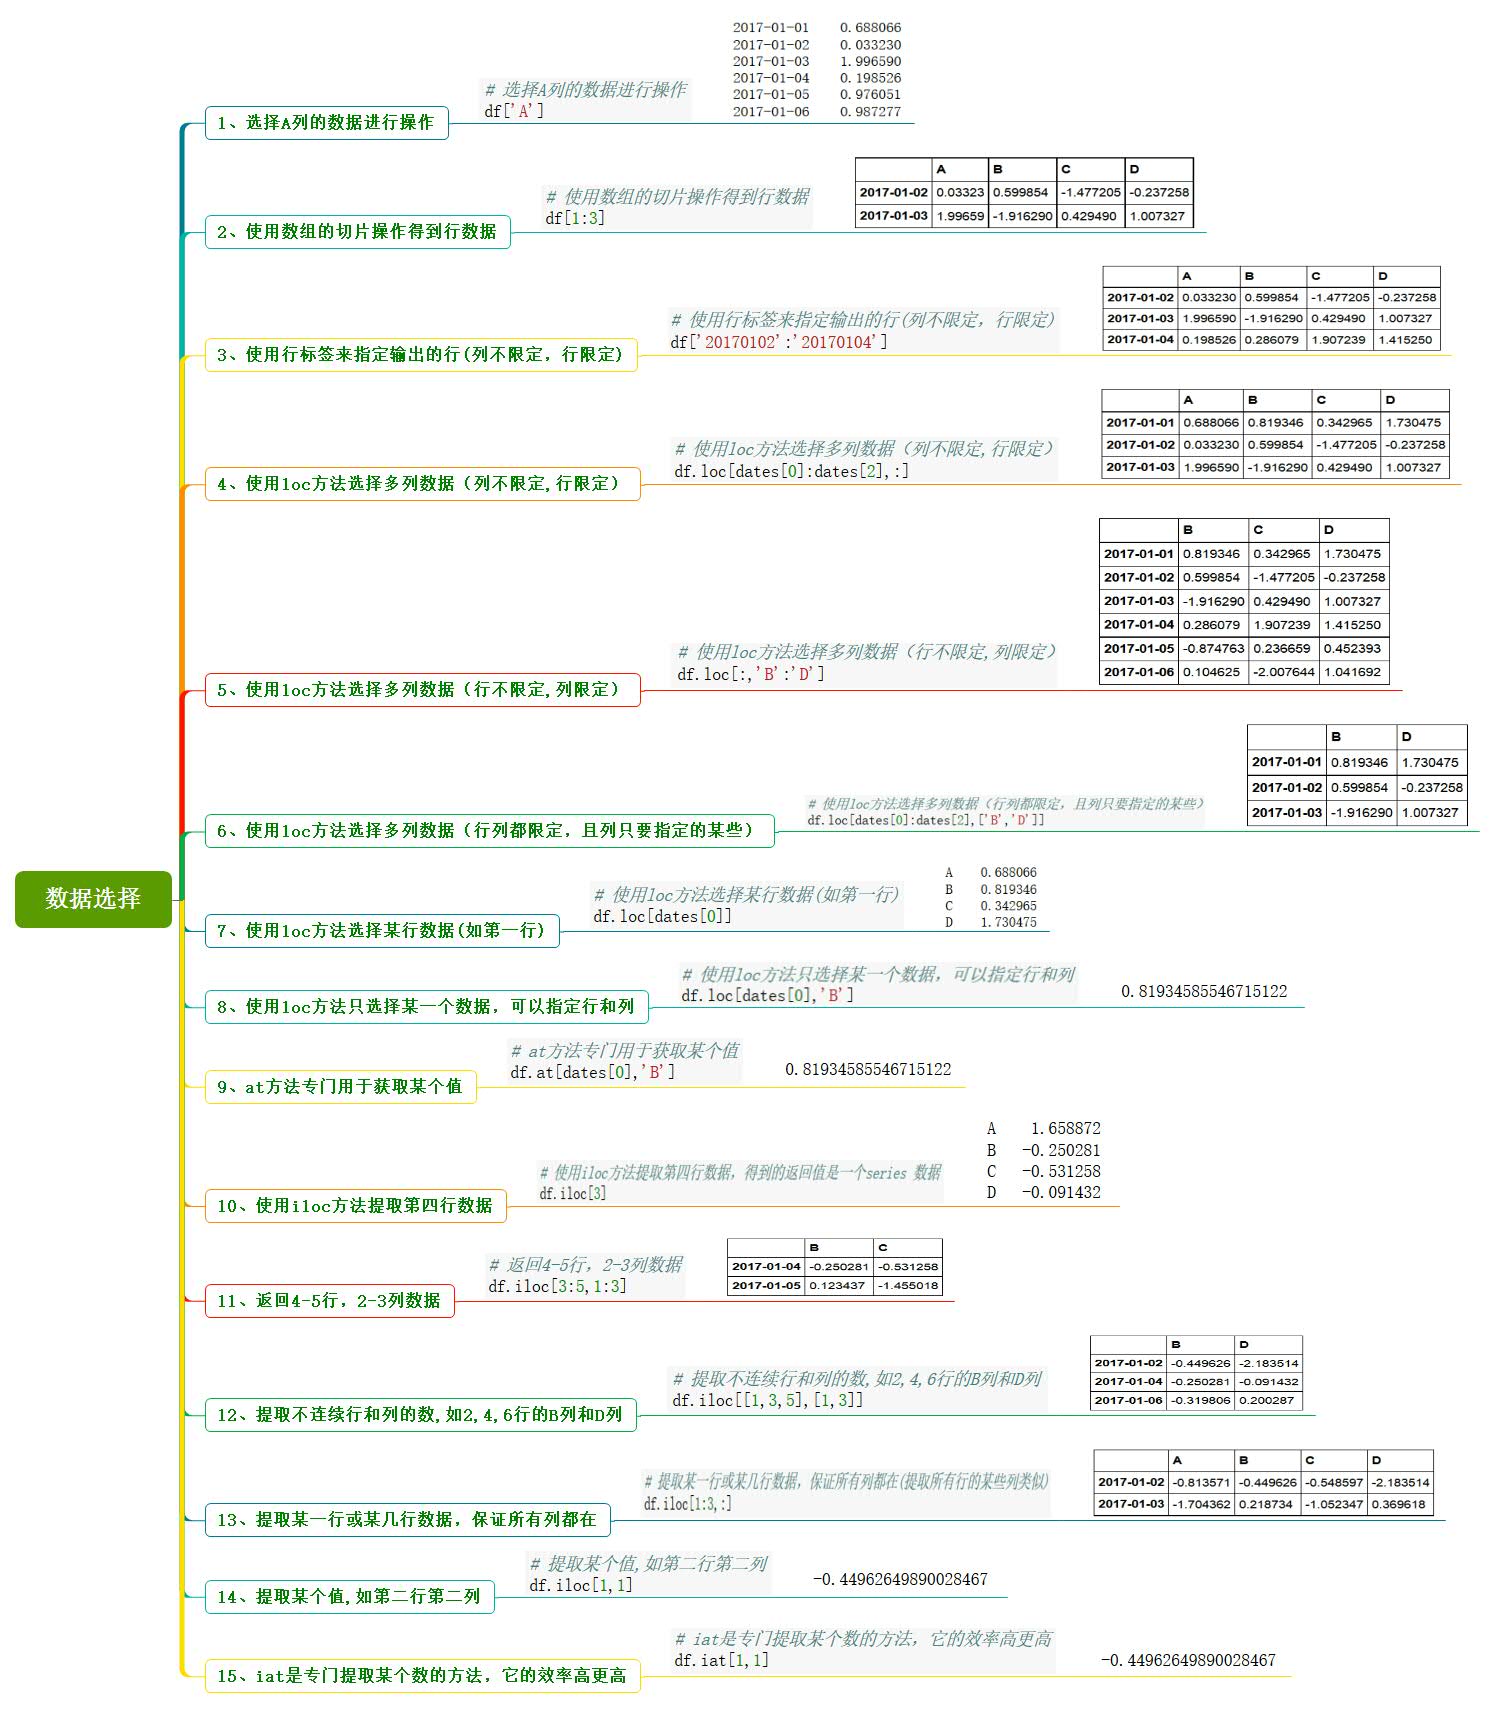 数据选择
1、选择A列的数据进行操作
# 选择A列的数据进行操作
df['A']
2017-01-01 0.688066
2017-01-02 0.033230
2017-01-03 1.996590
2017-01-04 0.198526
2017-01-05 0.976051
2017-01-06 0.987277
2、使用数组的切片操作得到行数据
# 使用数组的切片操作得到行数据
df[1:3]
A B C D
2017-01-02 0.03323 0.599854 -1.477205 -0.237258
2017-01-03 1.99659 -1.916290 0.429490 1.007327
3、使用行标签来指定输出的行(列不限定，行限定)
# 使用行标签来指定输出的行(列不限定，行限定)
df['20170102':'20170104']
A B C D
2017-01-02 0.033230 0.599854 -1.477205 -0.237258
2017-01-03 1.996590 -1.916290 0.429490 1.007327
2017-01-04 0.198526 0.286079 1.907239 1.415250
4、使用loc方法选择多列数据（列不限定,行限定）
# 使用loc方法选择多列数据（列不限定,行限定）
df.loc[dates[0]:dates[2],:]
A B C D
2017-01-01 0.688066 0.819346 0.342965 1.730475
2017-01-02 0.033230 0.599854 -1.477205 -0.237258
2017-01-03 1.996590 -1.916290 0.429490 1.007327
5、使用loc方法选择多列数据（行不限定,列限定）
# 使用loc方法选择多列数据（行不限定,列限定）
df.loc[:,'B':'D']
B C D
2017-01-01 0.819346 0.342965 1.730475
2017-01-02 0.599854 -1.477205 -0.237258
2017-01-03 -1.916290 0.429490 1.007327
2017-01-04 0.286079 1.907239 1.415250
2017-01-05 -0.874763 0.236659 0.452393
2017-01-06 0.104625 -2.007644 1.041692
6、使用loc方法选择多列数据（行列都限定，且列只要指定的某些）
# 使用loc方法选择多列数据（行列都限定，且列只要指定的某些）
df.loc[dates[0]:dates[2],['B','D']]
B D
2017-01-01 0.819346 1.730475
2017-01-02 0.599854 -0.237258
2017-01-03 -1.916290 1.007327
7、使用loc方法选择某行数据(如第一行)
# 使用loc方法选择某行数据(如第一行)
df.loc[dates[0]]
A 0.688066
B 0.819346
C 0.342965
D 1.730475
8、使用loc方法只选择某一个数据，可以指定行和列
# 使用loc方法只选择某一个数据，可以指定行和列
df.loc[dates[0],'B']
0.81934585546715122
9、at方法专门用于获取某个值
# at方法专门用于获取某个值
df.at[dates[0],'B']
0.81934585546715122
10、使用iloc方法提取第四行数据
# 使用iloc方法提取第四行数据，得到的返回值是一个series 数据
df.iloc[3]
A 1.658872
B -0.250281
C -0.531258
D -0.091432
11、返回4-5行，2-3列数据
# 返回4-5行，2-3列数据
df.iloc[3:5,1:3]
B C
2017-01-04 -0.250281 -0.531258
2017-01-05 0.123437 -1.455018
12、提取不连续行和列的数,如2,4,6行的B列和D列
# 提取不连续行和列的数,如2,4,6行的B列和D列
df.iloc[[1,3,5],[1,3]]
B D
2017-01-02 -0.449626 -2.183514
2017-01-04 -0.250281 -0.091432
2017-01-06 -0.319806 0.200287
13、提取某一行或某几行数据，保证所有列都在
# 提取某一行或某几行数据，保证所有列都在(提取所有行的某些列类似)
df.iloc[1:3,:]
A B C D
2017-01-02 -0.813571 -0.449626 -0.548597 -2.183514
2017-01-03 -1.704362 0.218734 -1.052347 0.369618
14、提取某个值,如第二行第二列
# 提取某个值,如第二行第二列
df.iloc[1,1]
-0.44962649890028467
15、iat是专门提取某个数的方法，它的效率高更高
# iat是专门提取某个数的方法，它的效率高更高
df.iat[1,1]
-0.44962649890028467